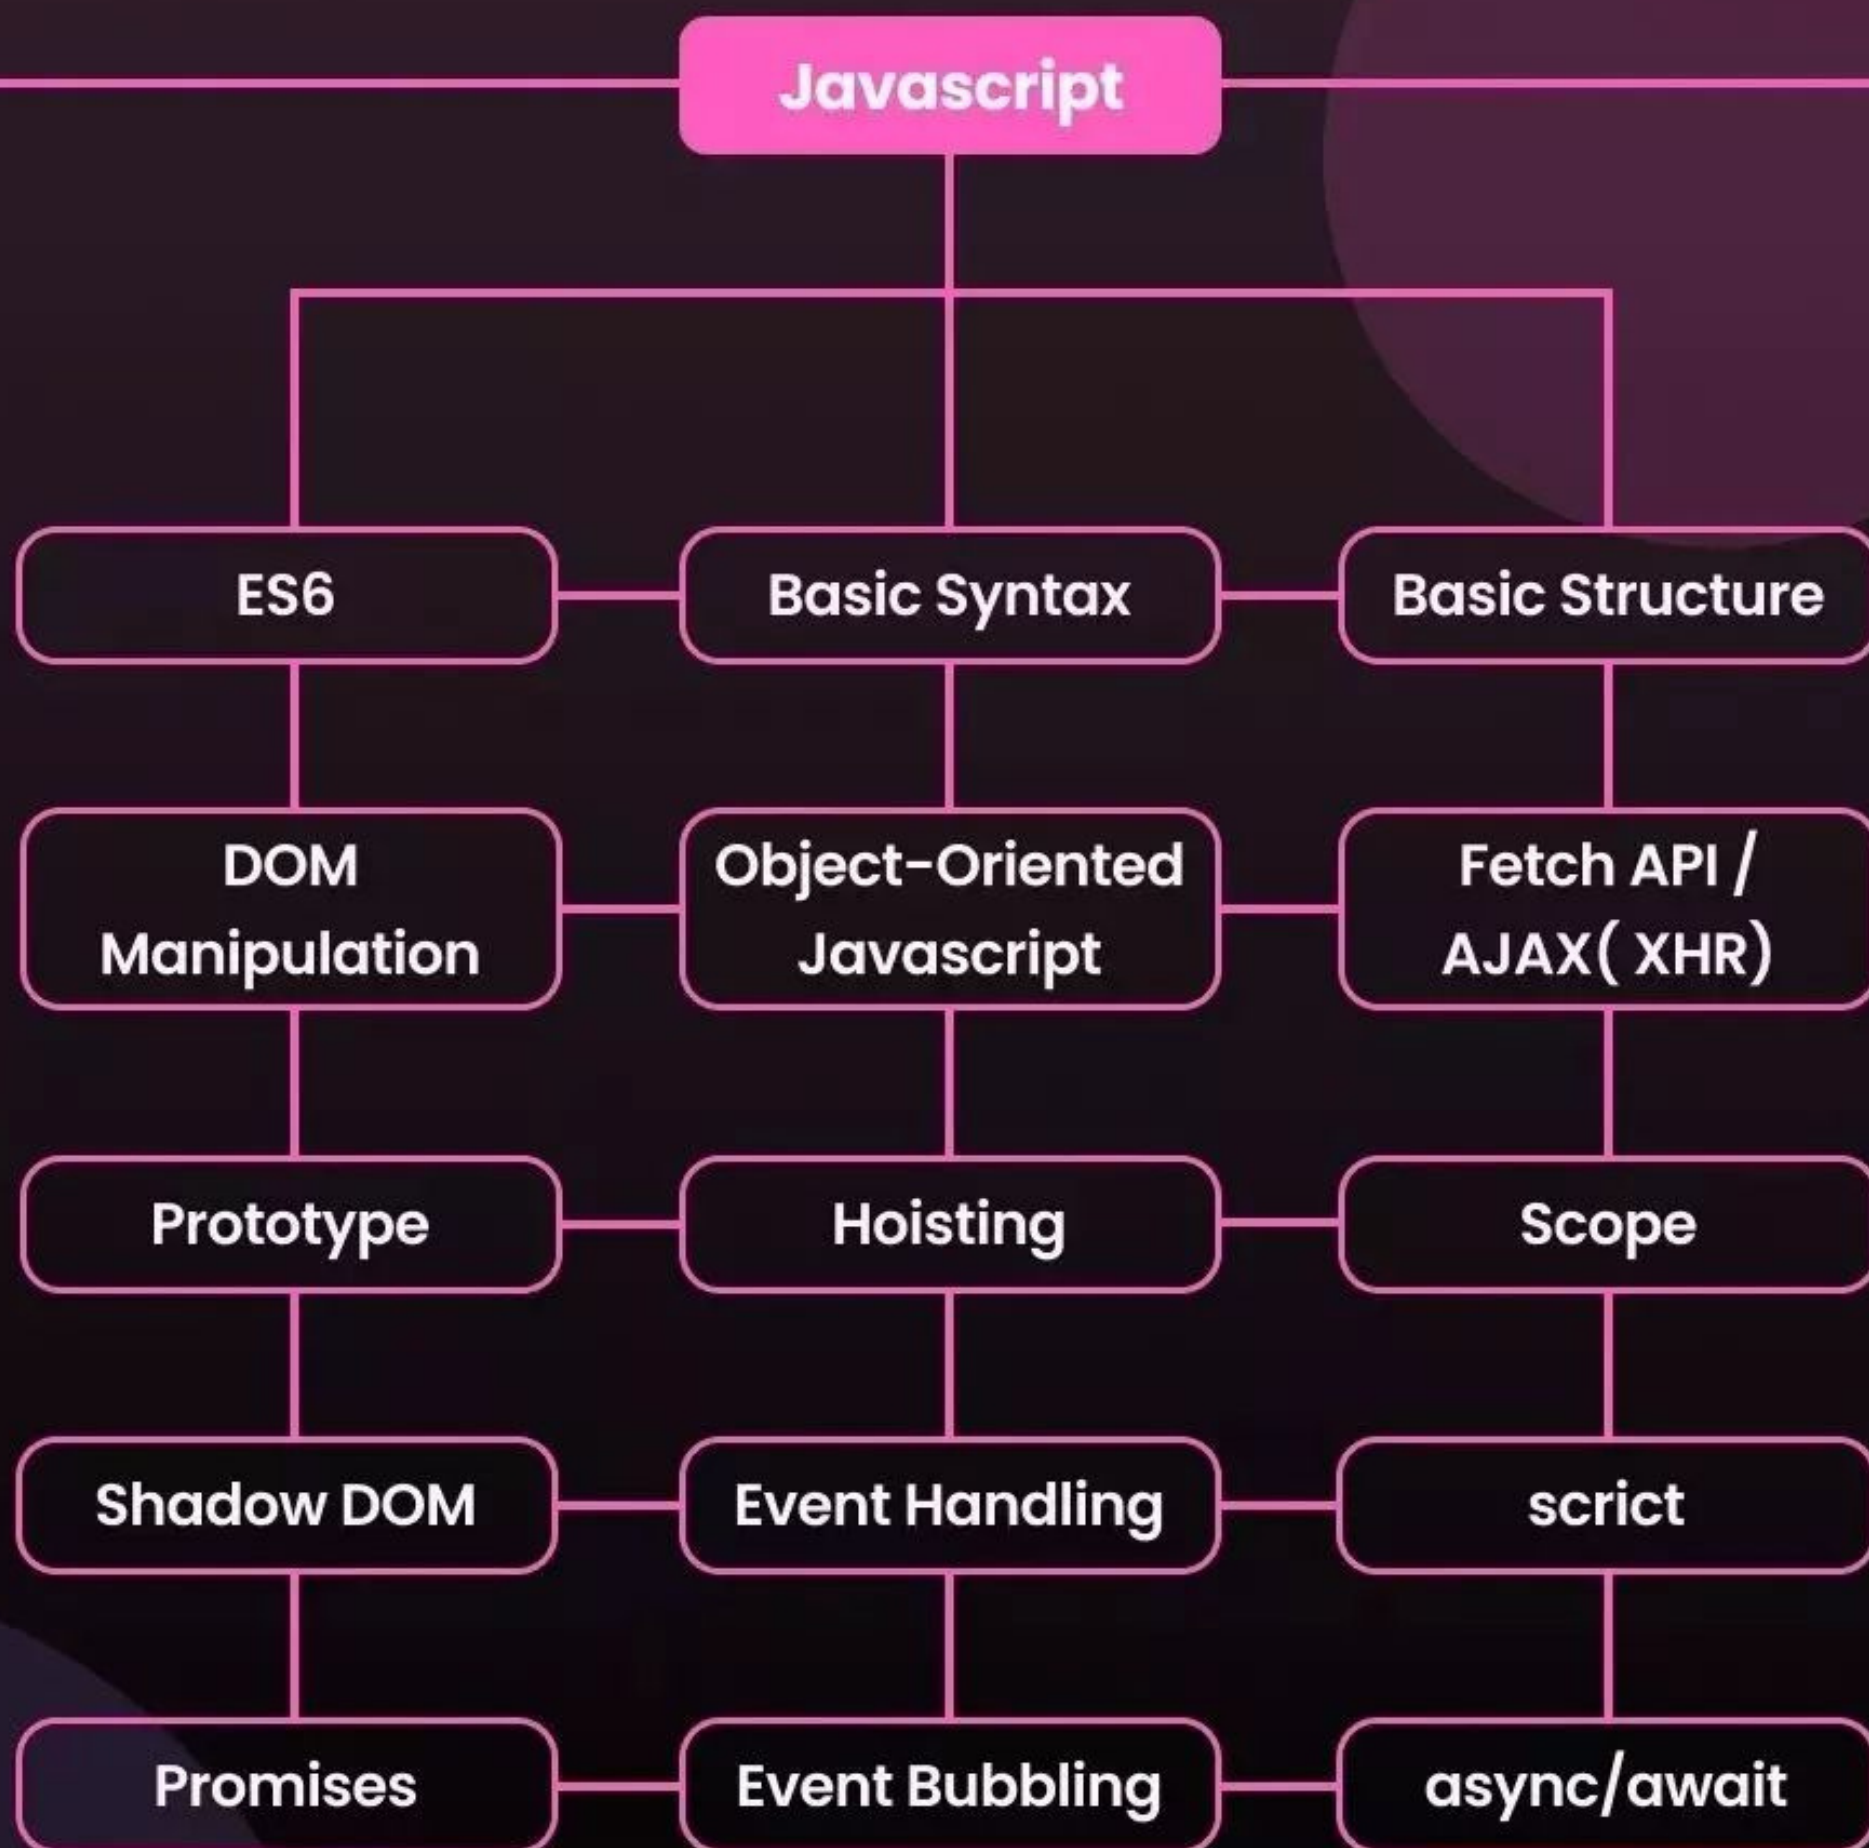 Javascript
ES6
Basic Syntax
Basic Structure
DOM
Manipulation
Object-Oriented
Javascript
Fetch API /
AJAX( XHR)
Prototype
Hoisting
Scope
Shadow DOM
Event Handling
scrict
Promises
Event Bubbling
async/await